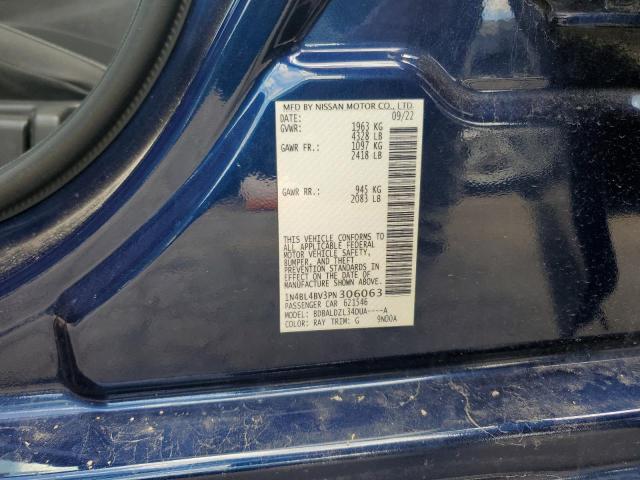 MFD BY NISSAN MOTOR CO., LTD.
DATE: 09/22
GVWR: 1963 KG
4328 LB
GAWR FR.: 1097 KG
2418 LB
GAWR RR.: 945 KG
2083 LB
THIS VEHICLE CONFORMS TO
ALL APPLICABLE FEDERAL
MOTOR VEHICLE SAFETY,
BUMPER, AND THEFT
PREVENTION STANDARDS IN
EFFECT ON THE DATE OF
MANUFACTURE SHOWN ABOVE.
1N4BL4BV3PN306063
PASSENGER CAR 621546
MODEL: BDBALDZL34DUA----A
COLOR: RAY TRIM: G 9ND0A